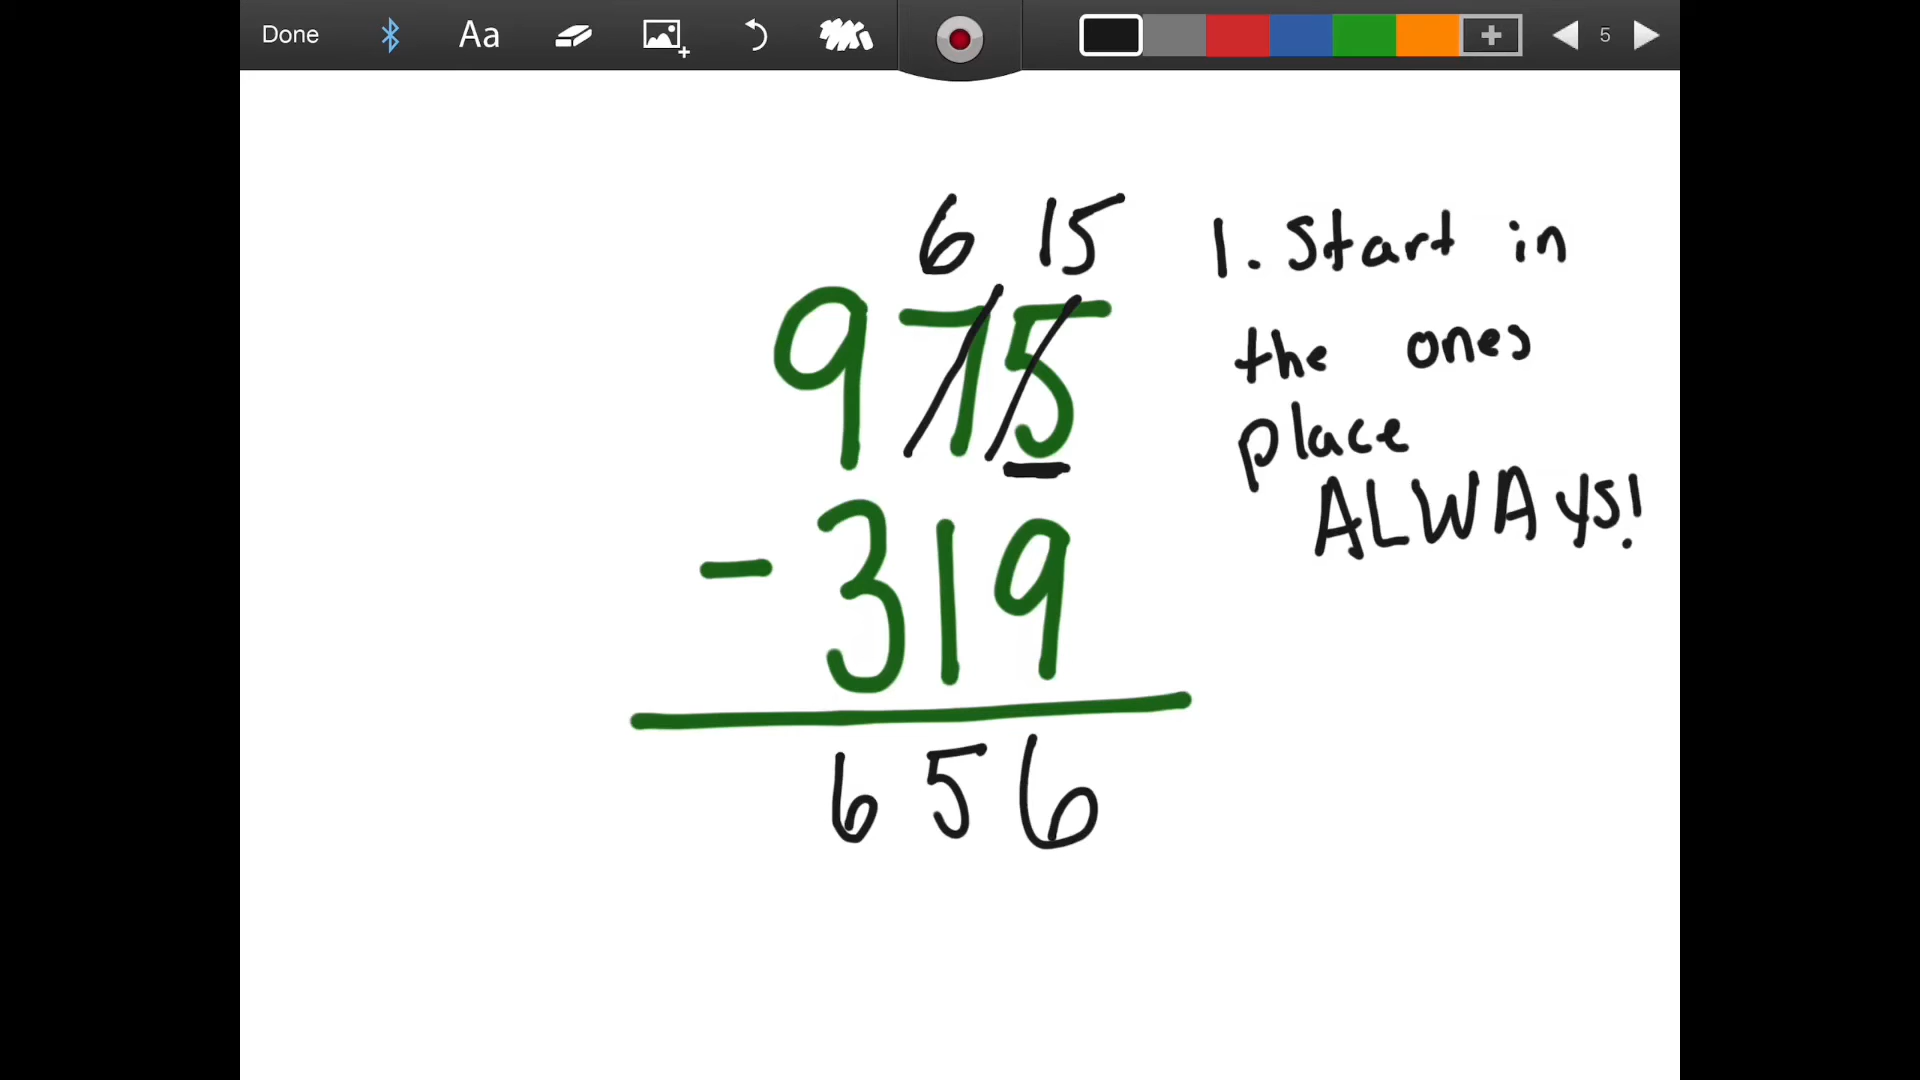 Done Aa 5
6 15
975
- 319
656
1. Start in
the ones
place
ALWAYS!